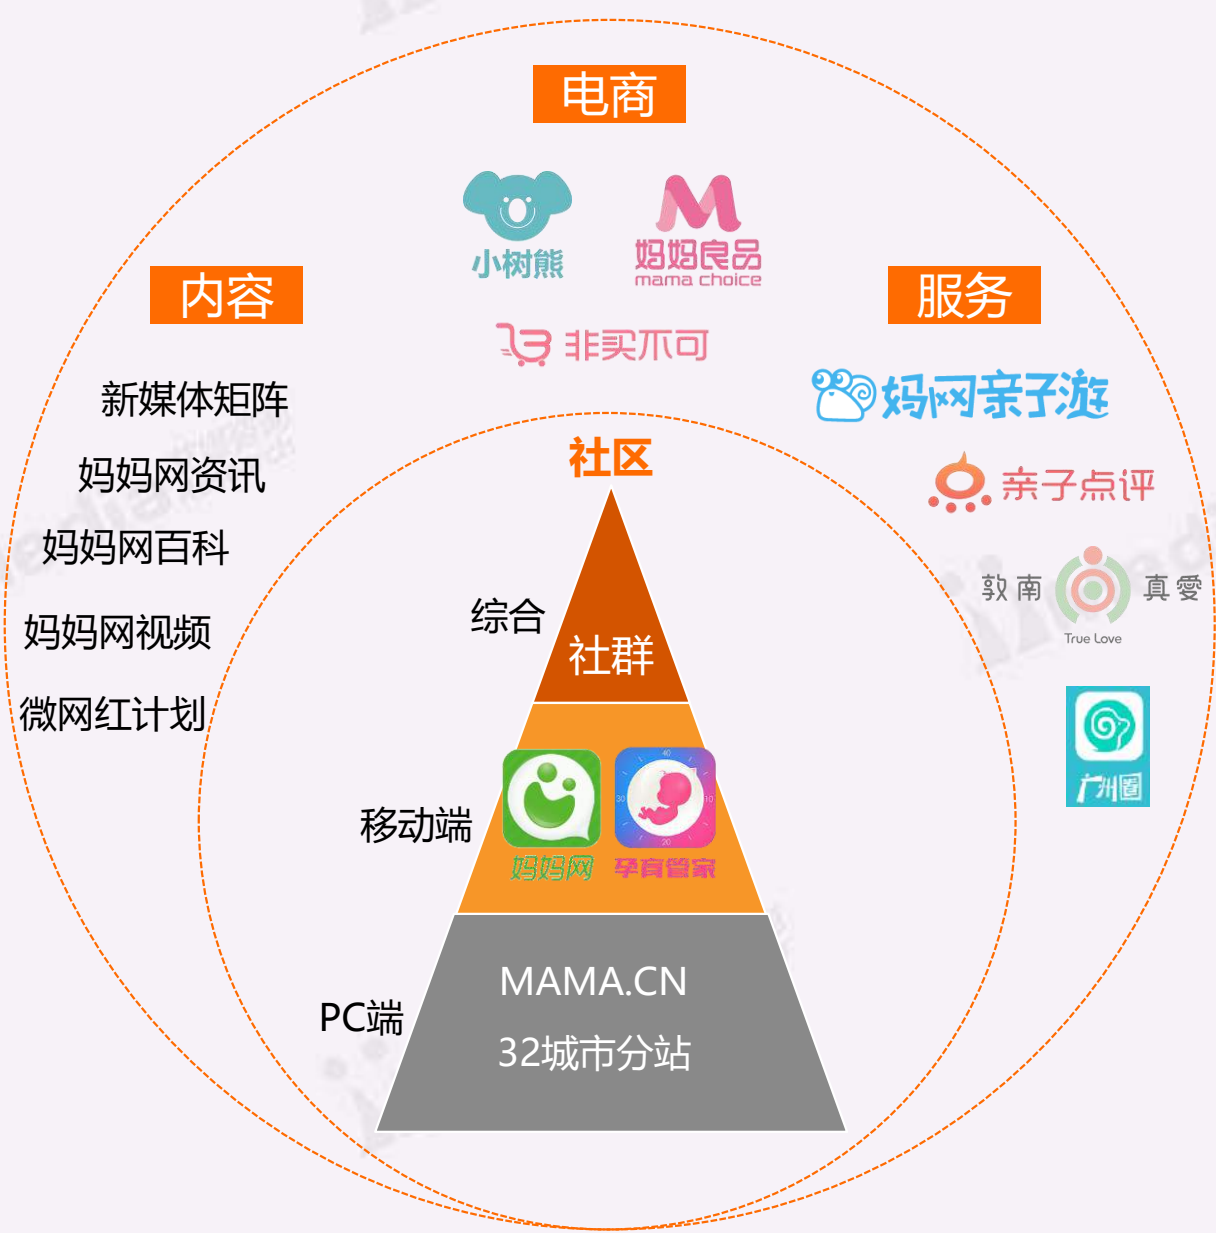 电商
小树熊
妈妈良品
mama choice
非买不可
内容
新媒体矩阵
妈妈网资讯
妈妈网百科
妈妈网视频
微网红计划
服务
妈网亲子游
亲子点评
敦南 真愛
True Love
广州圈
社区
综合
社群
移动端
妈妈网
孕育管家
40
30
10
20
PC端
MAMA.CN
32城市分站